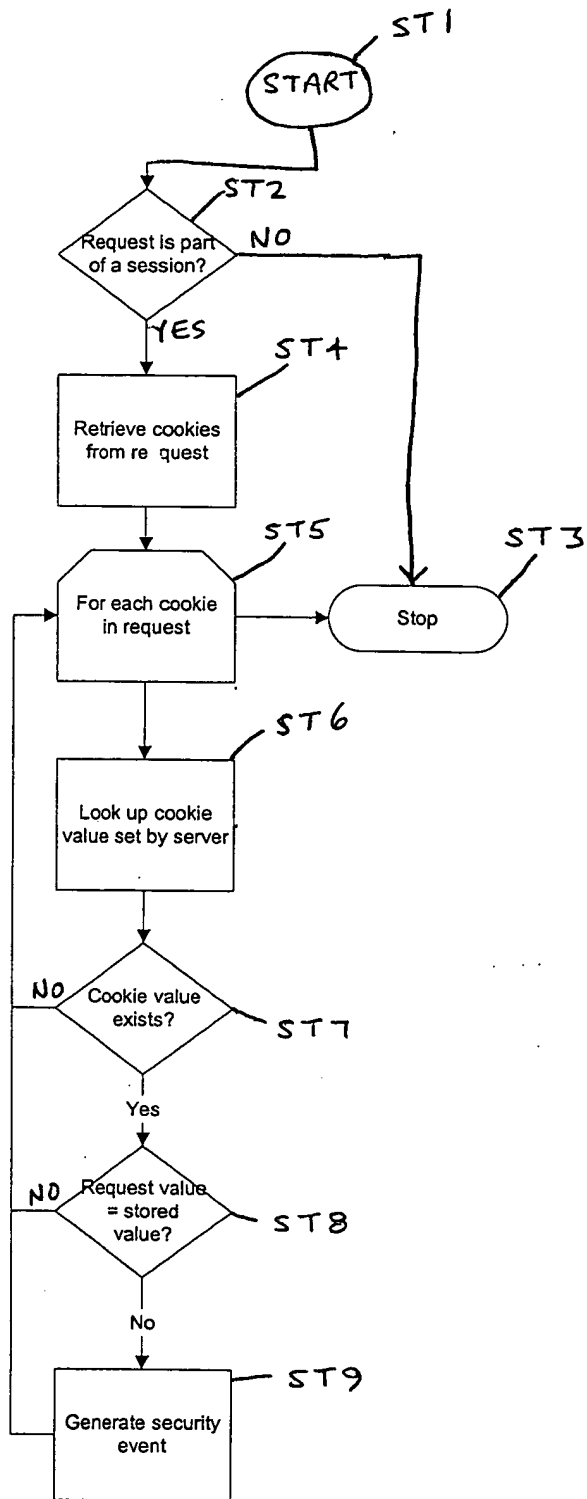 ST1
START
ST2
Request is part
of a session?
NO
YES
ST4
Retrieve cookies
from re quest
ST5
ST3
For each cookie
in request
Stop
ST6
Look up cookie
value set by server
NO
Cookie value
exists?
ST7
Yes
NO
Request value
= stored
value?
ST8
No
ST9
Generate security
event